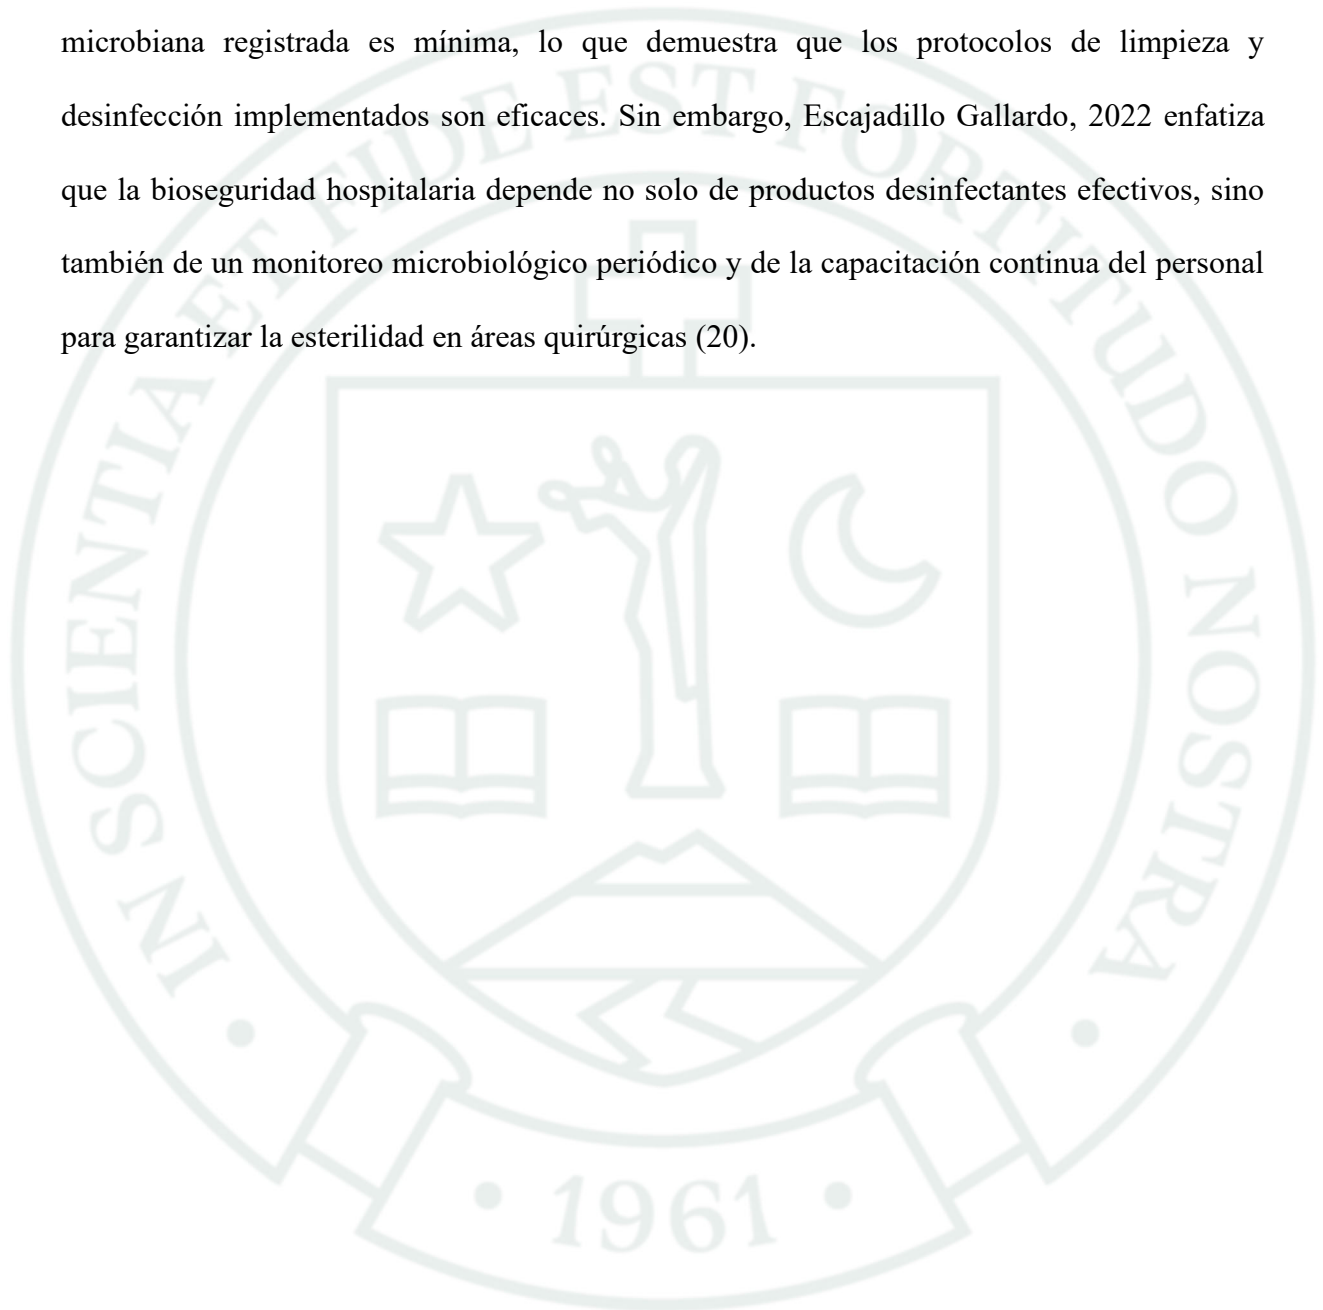 microbiana registrada es mínima, lo que demuestra que los protocolos de limpieza y
desinfección implementados son eficaces. Sin embargo, Escajadillo Gallardo, 2022 enfatiza
que la bioseguridad hospitalaria depende no solo de productos desinfectantes efectivos, sino
también de un monitoreo microbiológico periódico y de la capacitación continua del personal
para garantizar la esterilidad en áreas quirúrgicas (20).
• IN SCIENTIA ET FIDE EST FORTITUDO NOSTRA •
• 1961 •